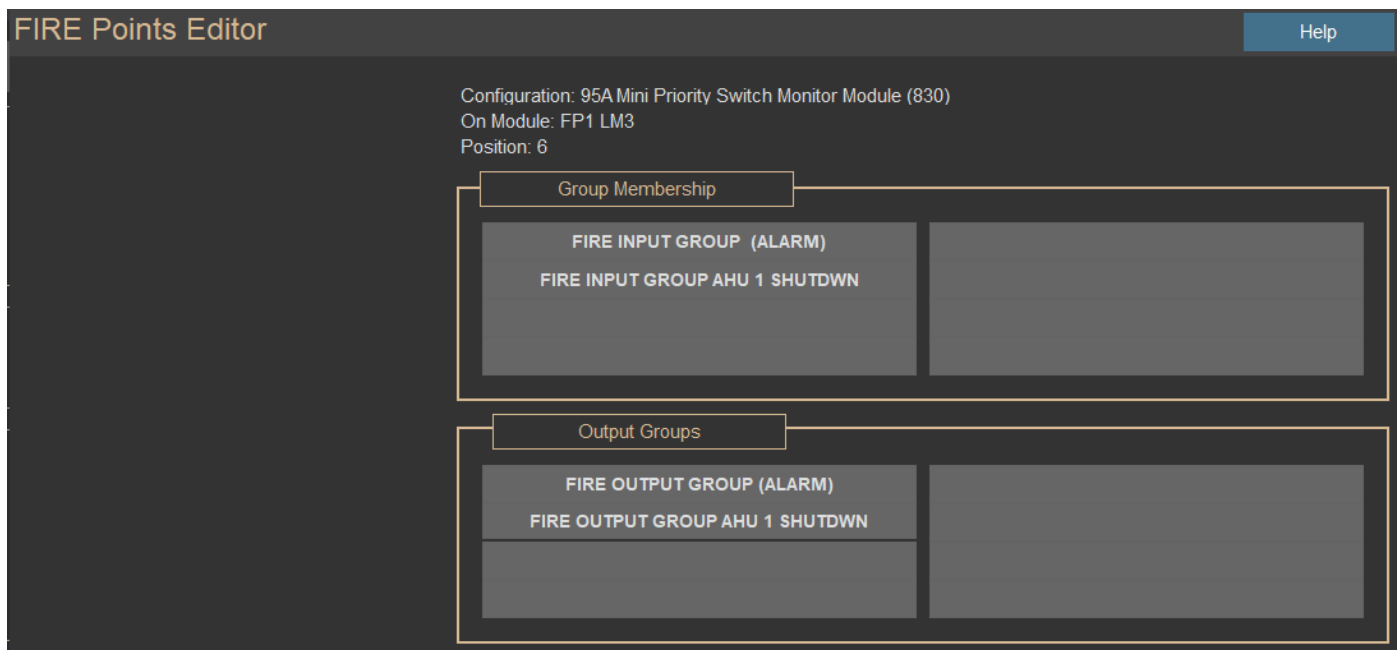 FIRE Points Editor
Help
Configuration: 95A Mini Priority Switch Monitor Module (830)
On Module: FP1 LM3
Position: 6
Group Membership
FIRE INPUT GROUP (ALARM)
FIRE INPUT GROUP AHU 1 SHUTDWN
Output Groups
FIRE OUTPUT GROUP (ALARM)
FIRE OUTPUT GROUP AHU 1 SHUTDWN